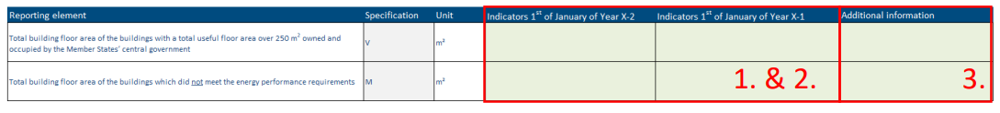 Reporting element Specification Unit Indicators 1st of January of Year X-2 Indicators 1st of January of Year X-1 Additional information
Total building floor area of the buildings with a total useful floor area over 250 m² owned and
occupied by the Member States' central government V m²
Total building floor area of the buildings which did not meet the energy performance requirements M m² 1. & 2. 3.